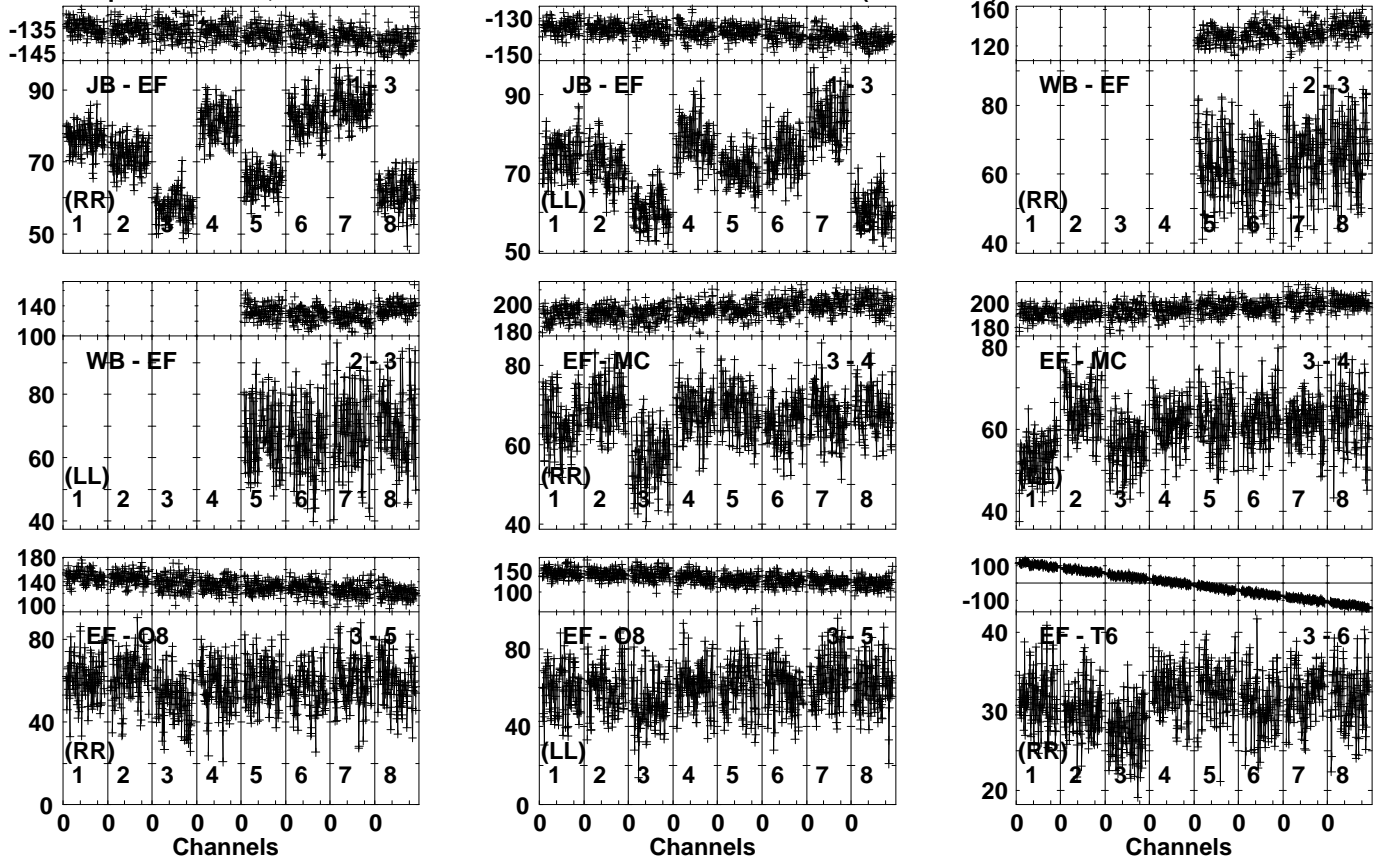 -135
-145
JB - EF 1 - 3
90
70
50
(RR)
1 2 3 4 5 6 7 8
-130
-150
JB - EF 1 - 3
90
70
50
(LL)
1 2 3 4 5 6 7 8
160
120
WB - EF 2 - 3
80
60
40
(RR)
1 2 3 4 5 6 7 8
140
100
WB - EF 2 - 3
80
60
40
(LL)
1 2 3 4 5 6 7 8
200
180
EF - MC 3 - 4
80
60
40
(RR)
1 2 3 4 5 6 7 8
200
180
EF - MC 3 - 4
80
60
40
(LL)
1 2 3 4 5 6 7 8
180
140
100
EF - O8 3 - 5
80
40
0
(RR)
1 2 3 4 5 6 7 8
0 0 0 0 0 0 0 0
Channels
150
100
EF - O8 3 - 5
80
40
0
(LL)
1 2 3 4 5 6 7 8
0 0 0 0 0 0 0 0
Channels
100
-100
EF - T6 3 - 6
40
30
20
(RR)
1 2 3 4 5 6 7 8
0 0 0 0 0 0 0 0
Channels